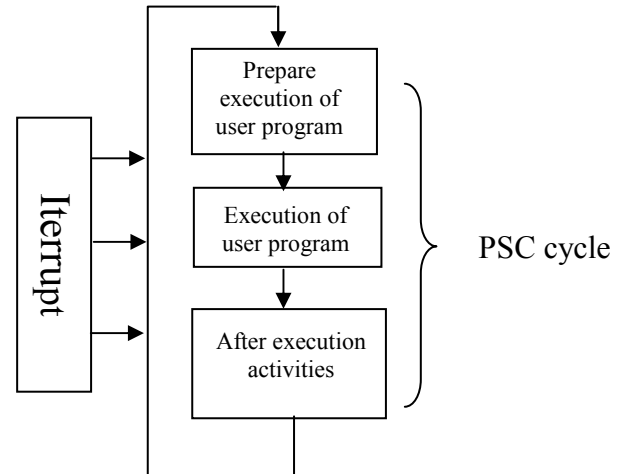 Prepare
execution of
user program
Iterrupt
Execution of
user program
PSC cycle
After execution
activities